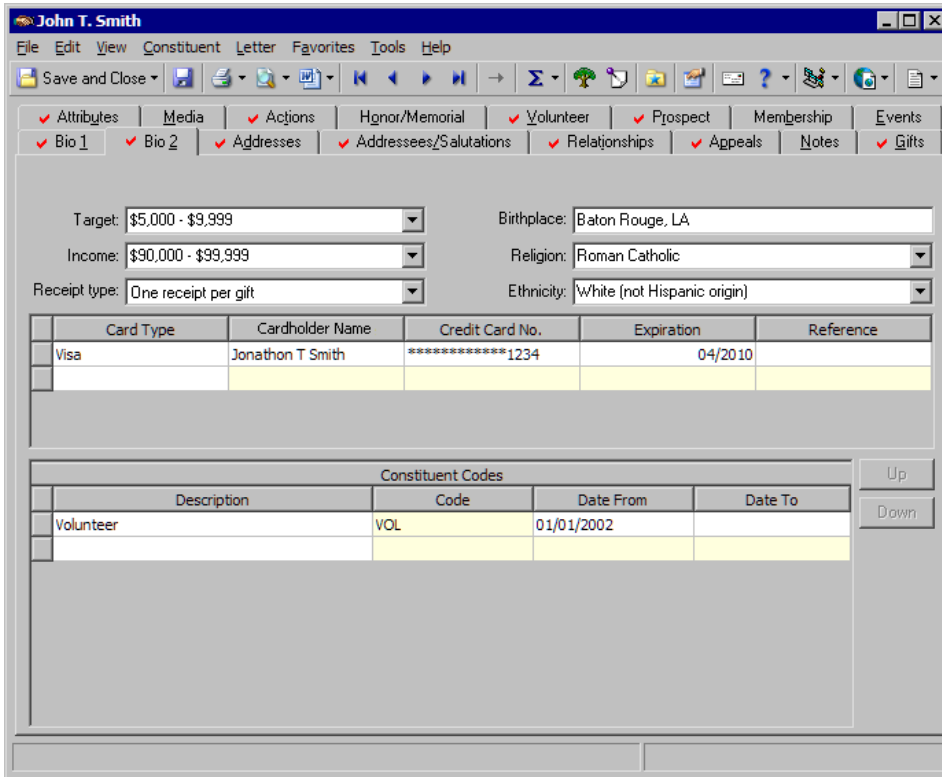 John T. Smith
File Edit View Constituent Letter Favorites Tools Help
Save and Close
Attributes Media Actions Honor/Memorial Volunteer Prospect Membership Events
Bio 1 Bio 2 Addresses Addressees/Salutations Relationships Appeals Notes Gifts
Target: $5,000 - $9,999 Birthplace: Baton Rouge, LA
Income: $90,000 - $99,999 Religion: Roman Catholic
Receipt type: One receipt per gift Ethnicity: White (not Hispanic origin)
Card Type Cardholder Name Credit Card No. Expiration Reference
Visa Jonathon T Smith ************1234 04/2010
Constituent Codes Up
Description Code Date From Date To
Down
Volunteer VOL 01/01/2002